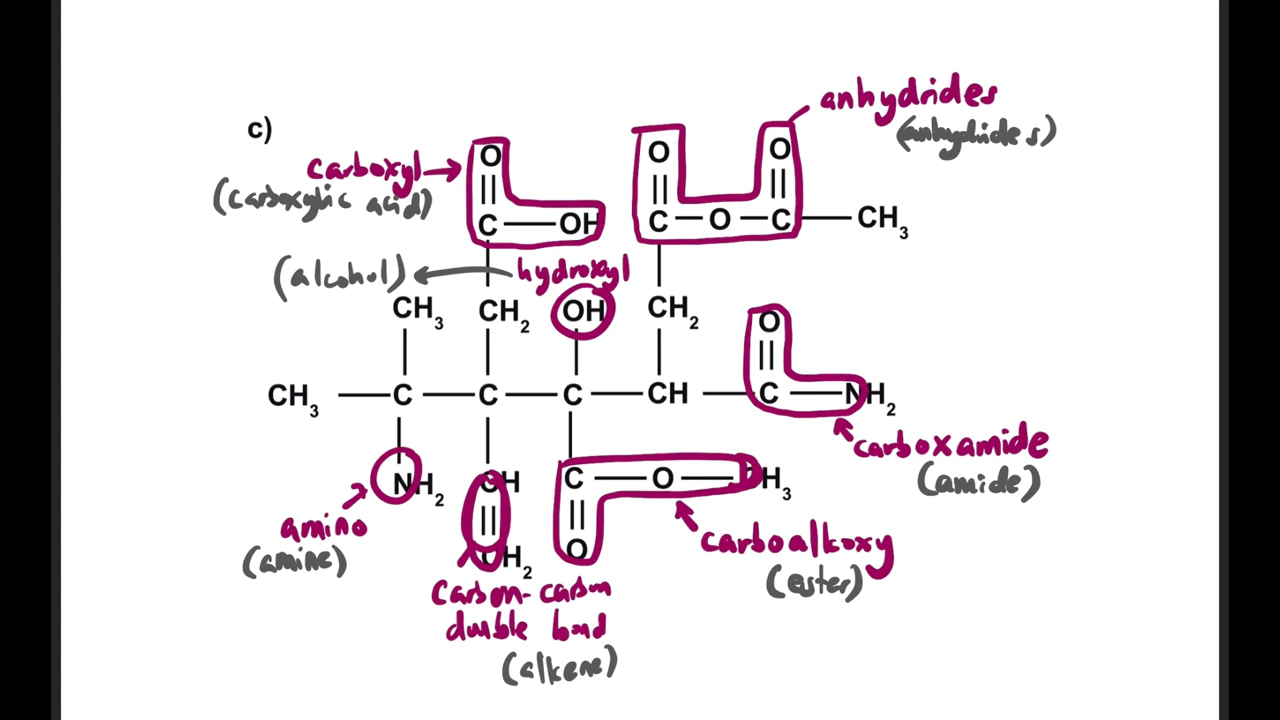 c)
anhydrides
(anhydrides)
carboxyl
(carboxylic acid)
O
O
O
C OH
C O C CH3
(alcohol)
hydroxyl
CH3
CH2
OH
CH2
O
CH3 C C C CH C NH2
carboxamide
(amide)
NH2
CH
C O CH3
amino
(amine)
CH2
O
carboalkoxy
(ester)
carbon-carbon
double bond
(alkene)